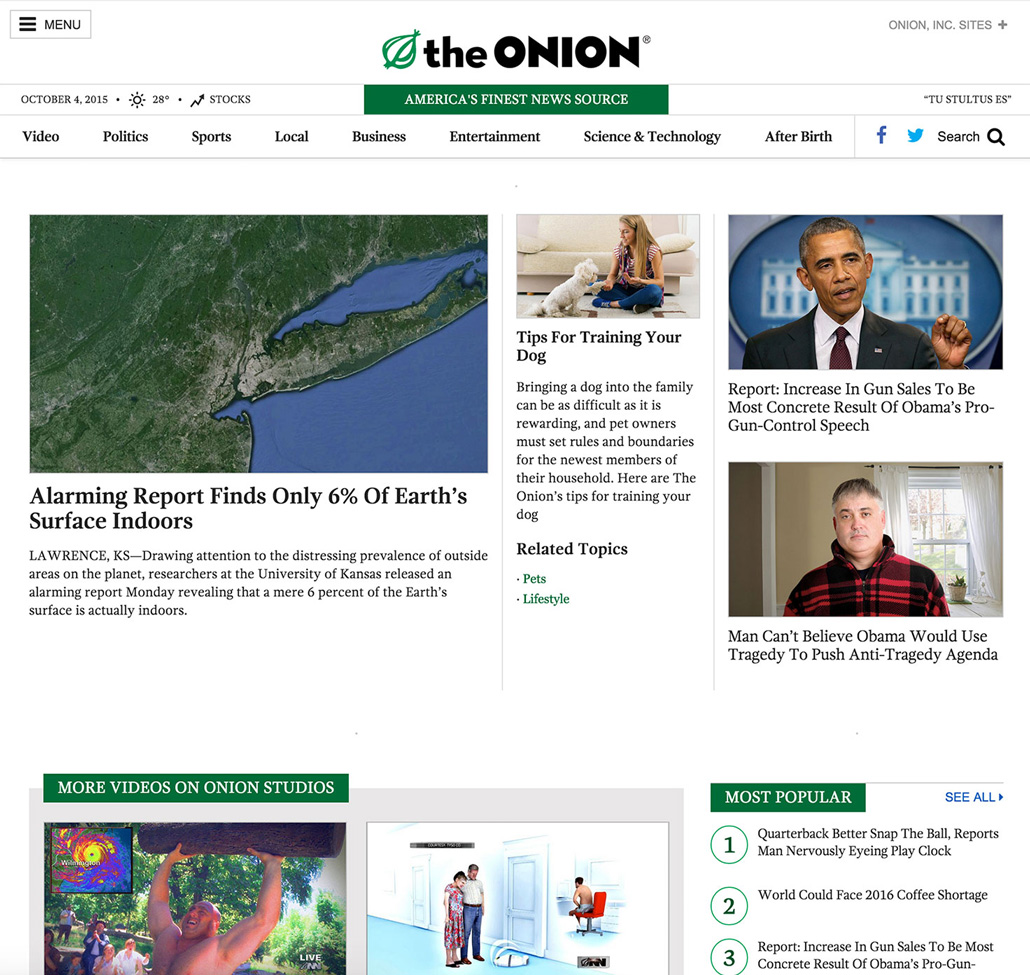 MENU
ONION, INC. SITES +
the ONION®
OCTOBER 4, 2015 • 28° • STOCKS
AMERICA'S FINEST NEWS SOURCE
“TU STULTUS ES”
Video Politics Sports Local Business Entertainment Science & Technology After Birth
Search
Alarming Report Finds Only 6% Of Earth’s
Surface Indoors
LAWRENCE, KS—Drawing attention to the distressing prevalence of outside
areas on the planet, researchers at the University of Kansas released an
alarming report Monday revealing that a mere 6 percent of the Earth’s
surface is actually indoors.
Tips For Training Your
Dog
Bringing a dog into the family
can be as difficult as it is
rewarding, and pet owners
must set rules and boundaries
for the newest members of
their household. Here are The
Onion’s tips for training your
dog
Related Topics
· Pets
· Lifestyle
Report: Increase In Gun Sales To Be
Most Concrete Result Of Obama’s Pro-
Gun-Control Speech
Man Can’t Believe Obama Would Use
Tragedy To Push Anti-Tragedy Agenda
MORE VIDEOS ON ONION STUDIOS
Wilmington
LIVE
ONN
ONN
MOST POPULAR
SEE ALL
1
Quarterback Better Snap The Ball, Reports
Man Nervously Eyeing Play Clock
2
World Could Face 2016 Coffee Shortage
3
Report: Increase In Gun Sales To Be Most
Concrete Result Of Obama’s Pro-Gun-